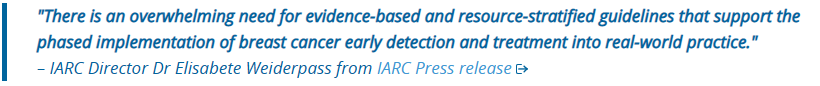 "There is an overwhelming need for evidence-based and resource-stratified guidelines that support the
phased implementation of breast cancer early detection and treatment into real-world practice."
– IARC Director Dr Elisabete Weiderpass from IARC Press release